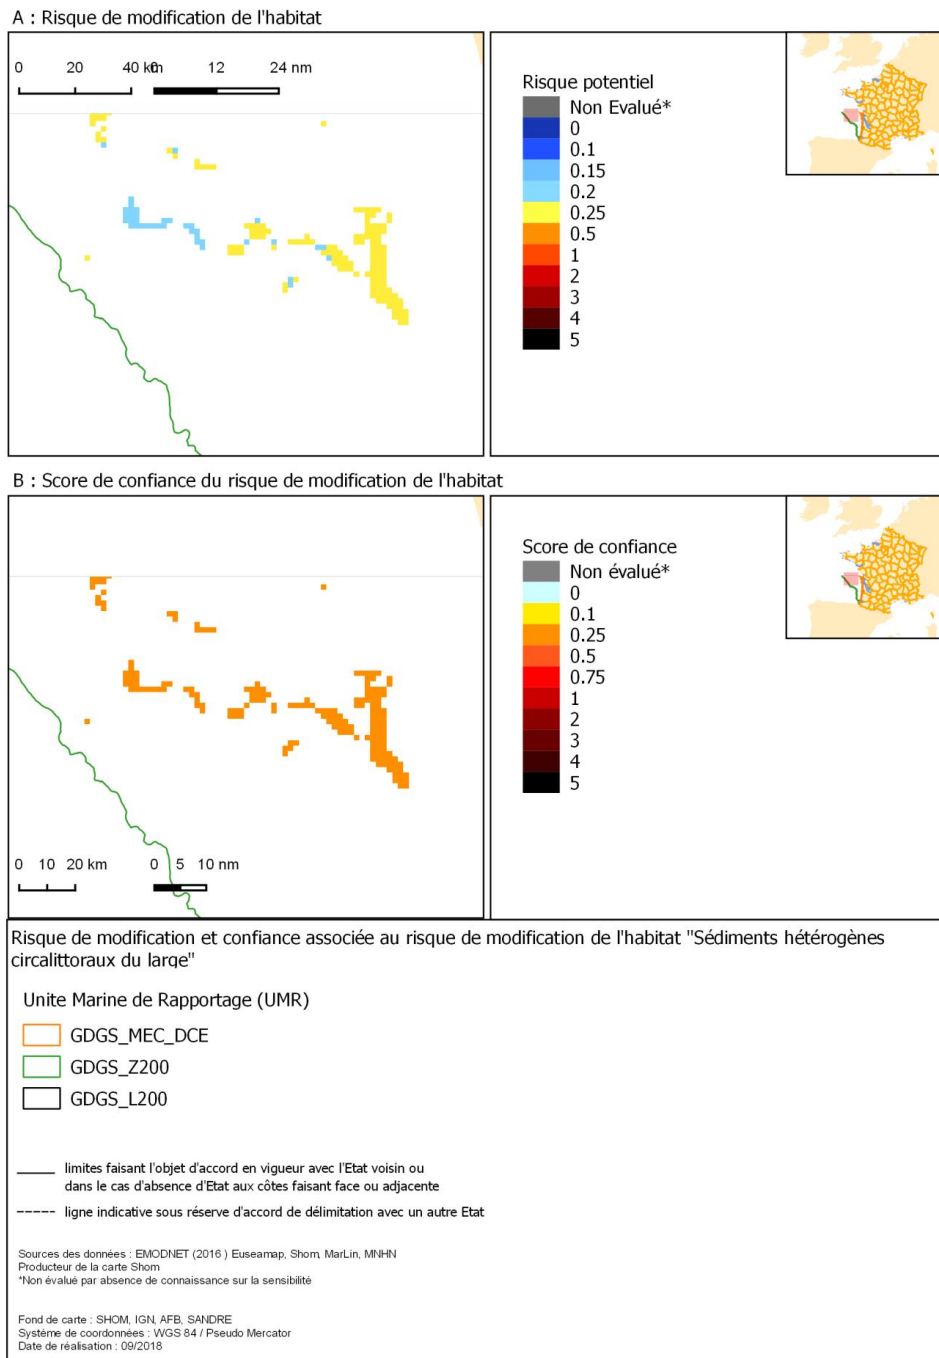 A : Risque de modification de l'habitat
0 20 40 km
0 12 24 nm
Risque potentiel
Non Evalué*
0
0.1
0.15
0.2
0.25
0.5
1
2
3
4
5
B : Score de confiance du risque de modification de l'habitat
Score de confiance
Non évalué*
0
0.1
0.25
0.5
0.75
1
2
3
4
5
0 10 20 km
0 5 10 nm
Risque de modification et confiance associée au risque de modification de l'habitat "Sédiments hétérogènes
circalittoraux du large"
Unite Marine de Rapportage (UMR)
GDGS_MEC_DCE
GDGS_Z200
GDGS_L200
limites faisant l'objet d'accord en vigueur avec l'Etat voisin ou
dans le cas d'absence d'Etat aux côtes faisant face ou adjacente
ligne indicative sous réserve d'accord de délimitation avec un autre Etat
Sources des données : EMODNET (2016 ) Euseamap, Shom, MarLin, MNHN
Producteur de la carte Shom
*Non évalué par absence de connaissance sur la sensibilité
Fond de carte : SHOM, IGN, AFB, SANDRE
Système de coordonnées : WGS 84 / Pseudo Mercator
Date de réalisation : 09/2018